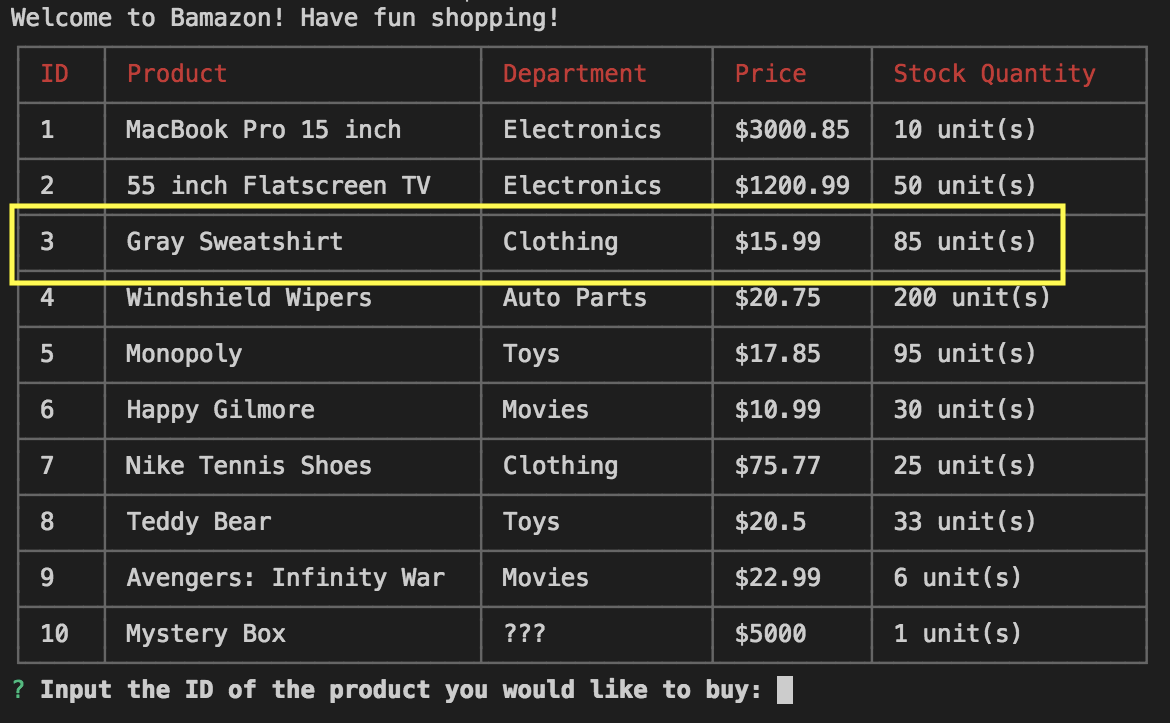 Welcome to Bamazon! Have fun shopping!
ID Product Department Price Stock Quantity
1 MacBook Pro 15 inch Electronics $3000.85 10 unit(s)
2 55 inch Flatscreen TV Electronics $1200.99 50 unit(s)
3 Gray Sweatshirt Clothing $15.99 85 unit(s)
4 Windshield Wipers Auto Parts $20.75 200 unit(s)
5 Monopoly Toys $17.85 95 unit(s)
6 Happy Gilmore Movies $10.99 30 unit(s)
7 Nike Tennis Shoes Clothing $75.77 25 unit(s)
8 Teddy Bear Toys $20.5 33 unit(s)
9 Avengers: Infinity War Movies $22.99 6 unit(s)
10 Mystery Box ??? $5000 1 unit(s)
? Input the ID of the product you would like to buy: